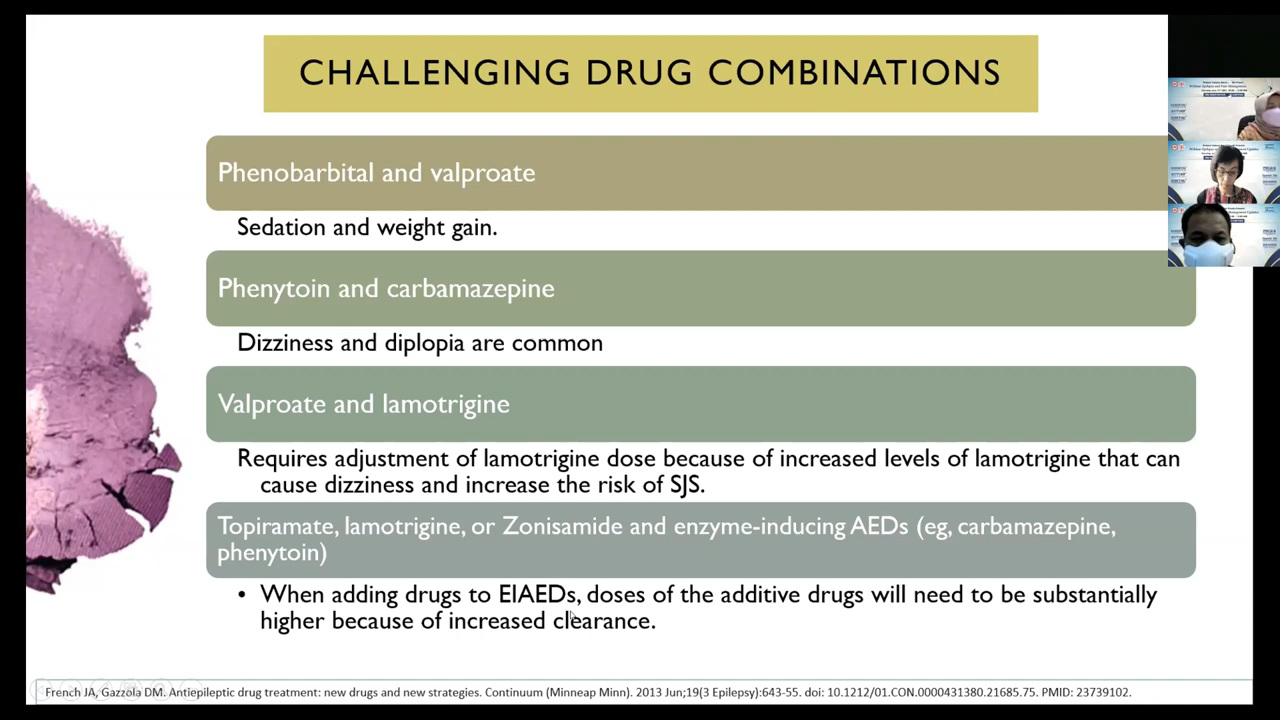 CHALLENGING DRUG COMBINATIONS
Phenobarbital and valproate
Sedation and weight gain.
Phenytoin and carbamazepine
Dizziness and diplopia are common
Valproate and lamotrigine
Requires adjustment of lamotrigine dose because of increased levels of lamotrigine that can
cause dizziness and increase the risk of SJS.
Topiramate, lamotrigine, or Zonisamide and enzyme-inducing AEDs (eg, carbamazepine,
phenytoin)
• When adding drugs to EIAEDs, doses of the additive drugs will need to be substantially
higher because of increased clearance.
French JA, Gazzola DM. Antiepileptic drug treatment: new drugs and new strategies. Continuum (Minneap Minn). 2013 Jun;19(3 Epilepsy):643-55. doi: 10.1212/01.CON.0000431380.21685.75. PMID: 23739102.